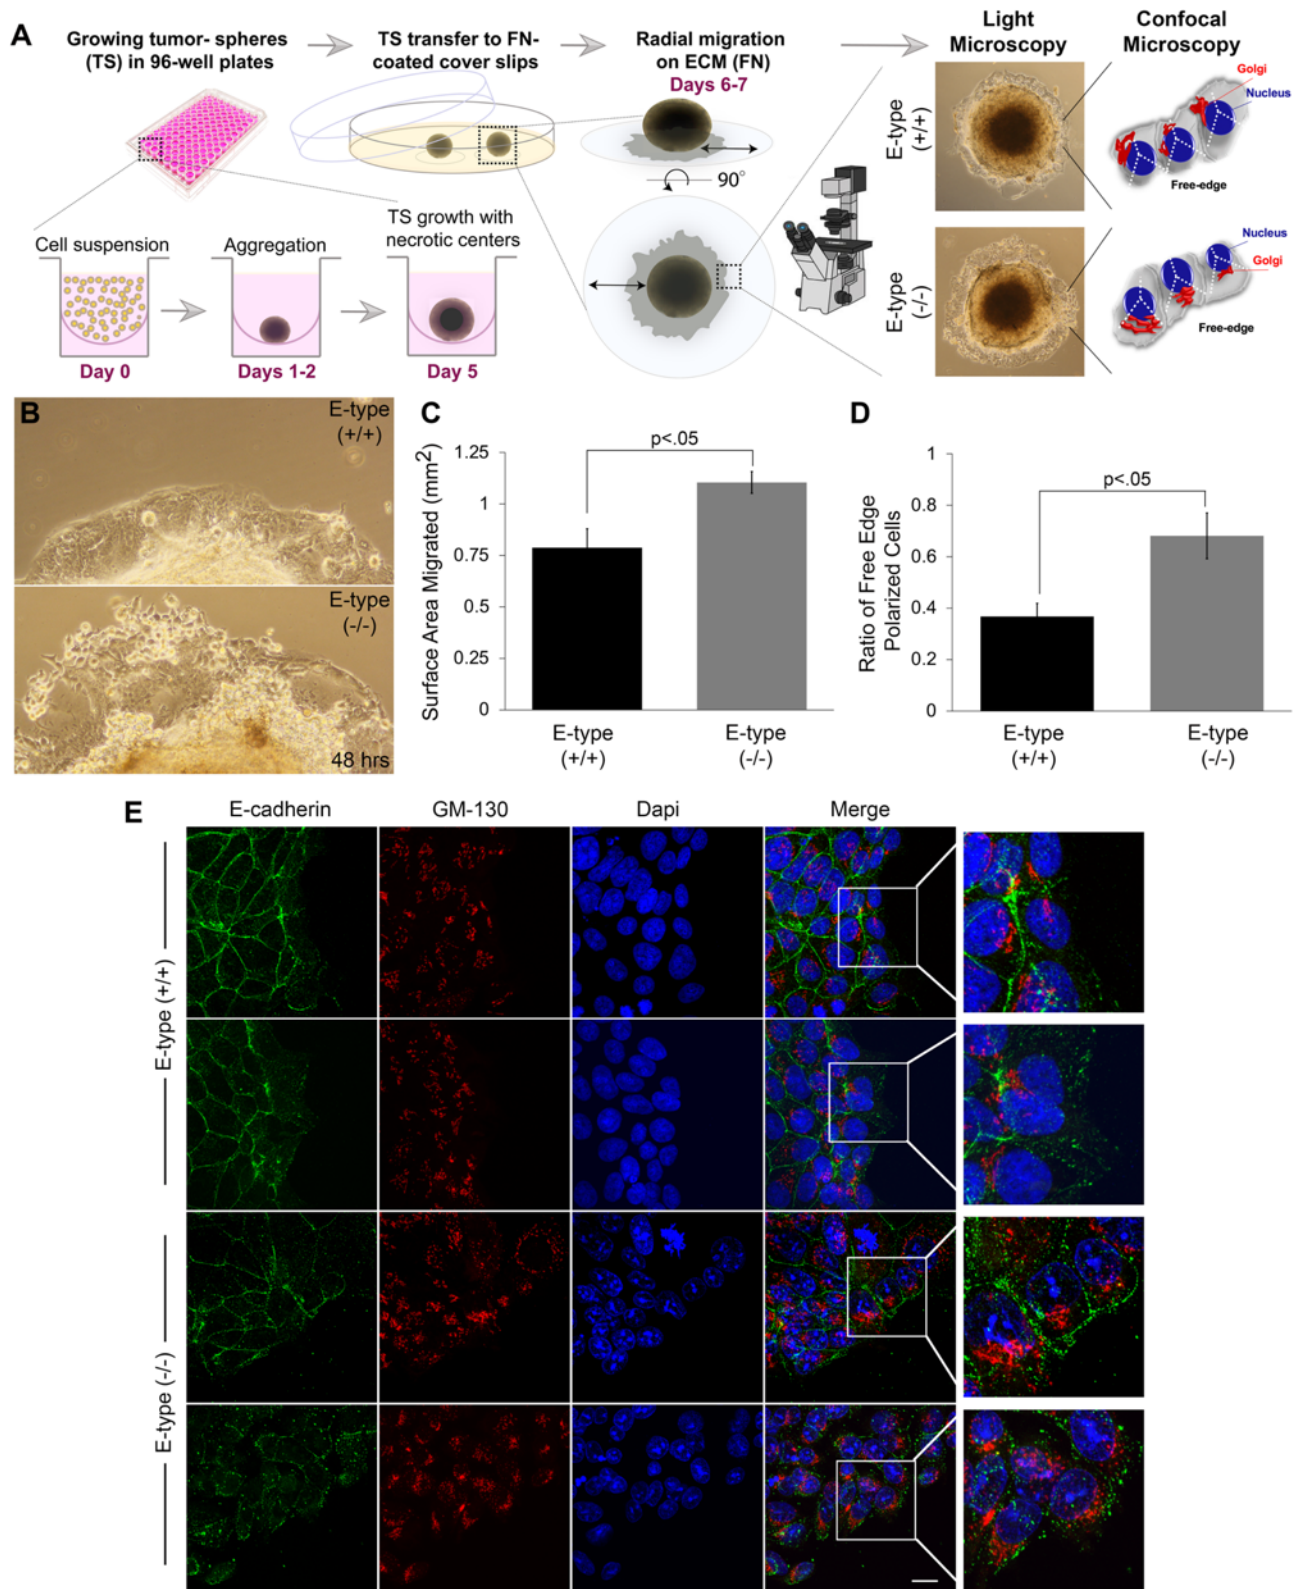 A
Growing tumor- spheres
(TS) in 96-well plates
TS transfer to FN-
coated cover slips
Radial migration
on ECM (FN)
Days 6-7
Light
Microscopy
Confocal
Microscopy
E-type
(+/+)
Golgi
Nucleus
Free-edge
90°
Cell suspension
Aggregation
TS growth with
necrotic centers
Day 0
Days 1-2
Day 5
E-type
(-/-)
Nucleus
Golgi
Free-edge
B
E-type
(+/+)
E-type
(-/-)
48 hrs
C
p<.05
Surface Area Migrated (mm²)
1.25
1
0.75
0.5
0.25
0
E-type
(+/+)
E-type
(-/-)
D
p<.05
Ratio of Free Edge
Polarized Cells
1
0.8
0.6
0.4
0.2
0
E-type
(+/+)
E-type
(-/-)
E
E-cadherin
GM-130
Dapi
Merge
E-type (+/+)
E-type (-/-)